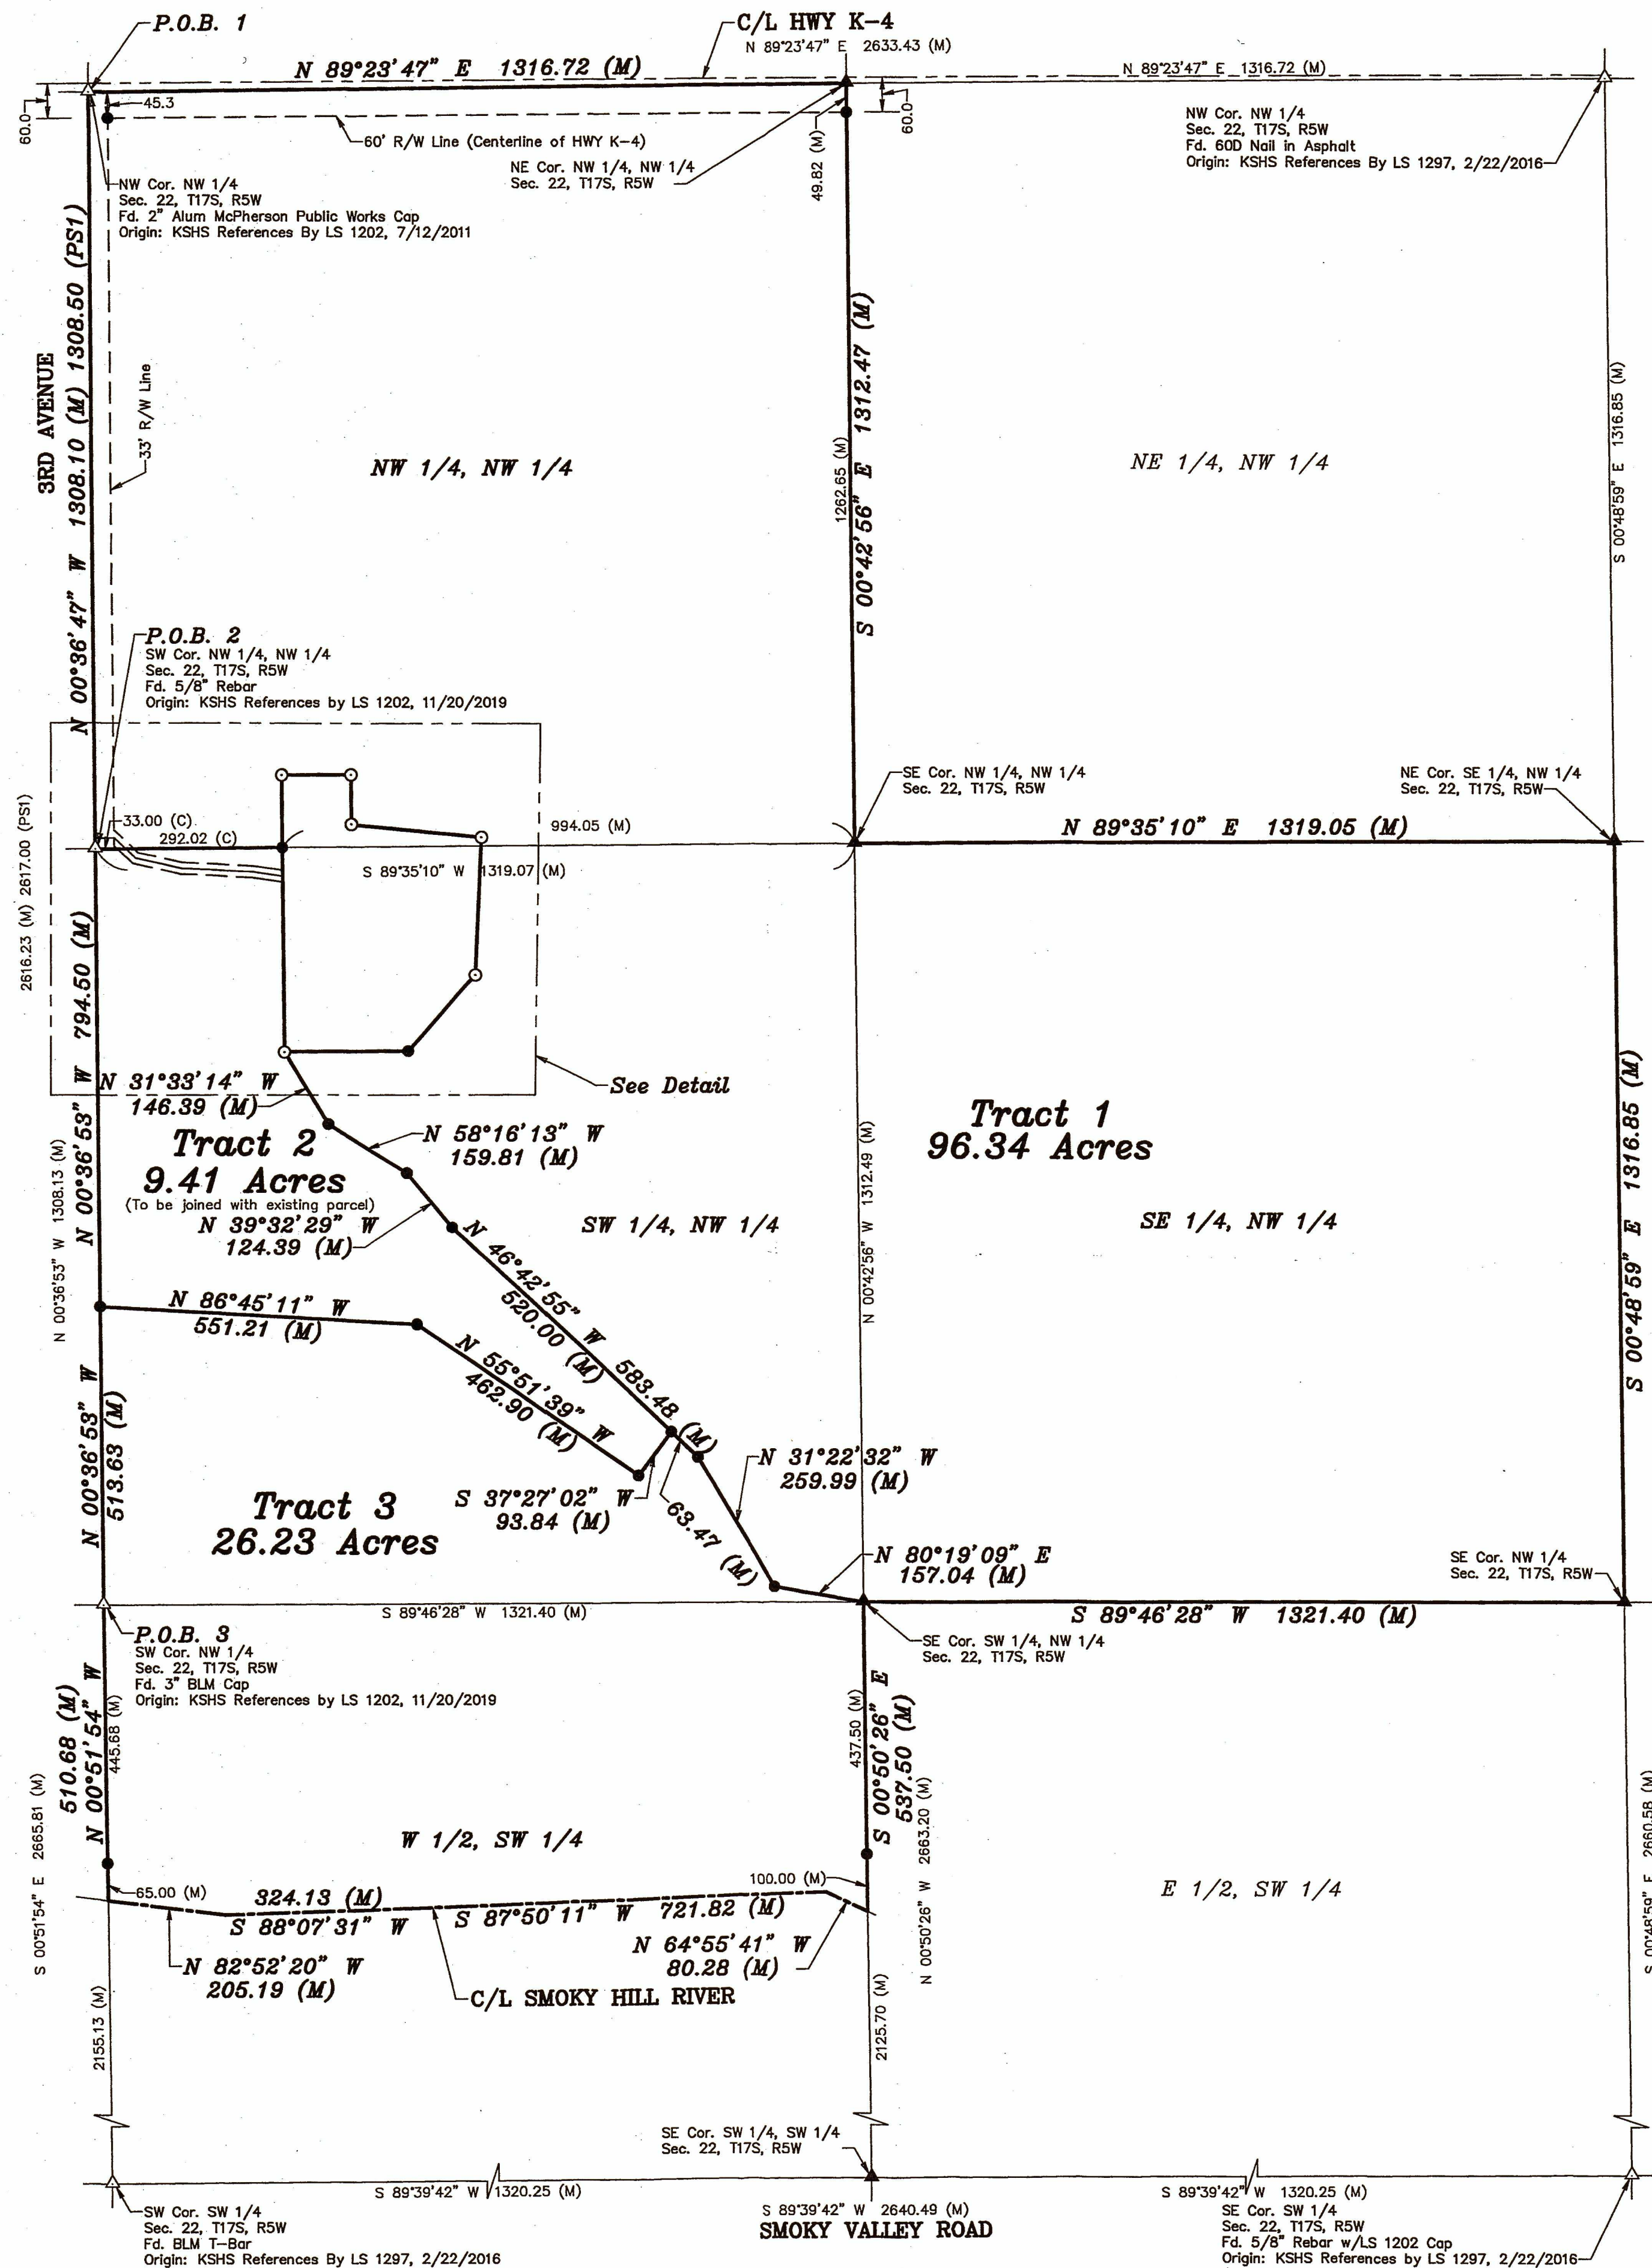 P.O.B. 1
C/L HWY K-4
N 89°23'47" E 2633.43 (M)
N 89°23'47" E 1316.72 (M)
N 89°23'47" E 1316.72 (M)
60.0
45.3
60.0
60' R/W Line (Centerline of HWY K-4)
49.82 (M)
NE Cor. NW 1/4, NW 1/4
Sec. 22, T17S, R5W
NW Cor. NW 1/4
Sec. 22, T17S, R5W
Fd. 60D Nail in Asphalt
Origin: KSHS References By LS 1297, 2/22/2016
NW Cor. NW 1/4
Sec. 22, T17S, R5W
Fd. 2" Alum McPherson Public Works Cap
Origin: KSHS References By LS 1202, 7/12/2011
3RD AVENUE
N 00°36'47" W 1308.10 (M) 1308.50 (PS1)
33' R/W Line
NW 1/4, NW 1/4
1262.65 (M)
S 00°42'56" E 1312.47 (M)
NE 1/4, NW 1/4
S 00°48'59" E 1316.85 (M)
P.O.B. 2
SW Cor. NW 1/4, NW 1/4
Sec. 22, T17S, R5W
Fd. 5/8" Rebar
Origin: KSHS References by LS 1202, 11/20/2019
SE Cor. NW 1/4, NW 1/4
Sec. 22, T17S, R5W
NE Cor. SE 1/4, NW 1/4
Sec. 22, T17S, R5W
33.00 (C)
292.02 (C)
994.05 (M)
N 89°35'10" E 1319.05 (M)
S 89°35'10" W 1319.07 (M)
2616.23 (M) 2617.00 (PS1)
N 00°36'53" W 794.50 (M)
See Detail
N 31°33'14" W
146.39 (M)
Tract 2
9.41 Acres
(To be joined with existing parcel)
N 58°16'13" W
159.81 (M)
N 39°32'29" W
124.39 (M)
SW 1/4, NW 1/4
Tract 1
96.34 Acres
SE 1/4, NW 1/4
N 00°42'56" W 1312.49 (M)
S 00°48'59" E 1316.85 (M)
N 00°36'53" W 1308.13 (M)
N 46°42'55" W 583.48 (M)
520.00 (M)
N 86°45'11" W
551.21 (M)
N 55°51'39" W
462.90 (M)
N 00°36'53" W
513.63 (M)
N 31°22'32" W
259.99 (M)
Tract 3
26.23 Acres
S 37°27'02" W
93.84 (M)
63.47 (M)
N 80°19'09" E
157.04 (M)
SE Cor. NW 1/4
Sec. 22, T17S, R5W
S 89°46'28" W 1321.40 (M)
S 89°46'28" W 1321.40 (M)
P.O.B. 3
SW Cor. NW 1/4
Sec. 22, T17S, R5W
Fd. 3" BLM Cap
Origin: KSHS References by LS 1202, 11/20/2019
SE Cor. SW 1/4, NW 1/4
Sec. 22, T17S, R5W
510.68 (M)
N 00°51'54" W
445.68 (M)
437.50 (M)
S 00°50'26" E
537.50 (M)
S 00°51'54" E 2665.81 (M)
N 00°50'26" W 2663.20 (M)
S 00°48'59" E 2660.58 (M)
W 1/2, SW 1/4
E 1/2, SW 1/4
65.00 (M)
324.13 (M)
S 88°07'31" W
S 87°50'11" W 721.82 (M)
100.00 (M)
N 82°52'20" W
205.19 (M)
N 64°55'41" W
80.28 (M)
C/L SMOKY HILL RIVER
2155.13 (M)
2125.70 (M)
SE Cor. SW 1/4, SW 1/4
Sec. 22, T17S, R5W
S 89°39'42" W 1320.25 (M)
S 89°39'42" W 1320.25 (M)
S 89°39'42" W 2640.49 (M)
SMOKY VALLEY ROAD
SW Cor. SW 1/4
Sec. 22, T17S, R5W
Fd. BLM T-Bar
Origin: KSHS References By LS 1297, 2/22/2016
SE Cor. SW 1/4
Sec. 22, T17S, R5W
Fd. 5/8" Rebar w/LS 1202 Cap
Origin: KSHS References by LS 1297, 2/22/2016